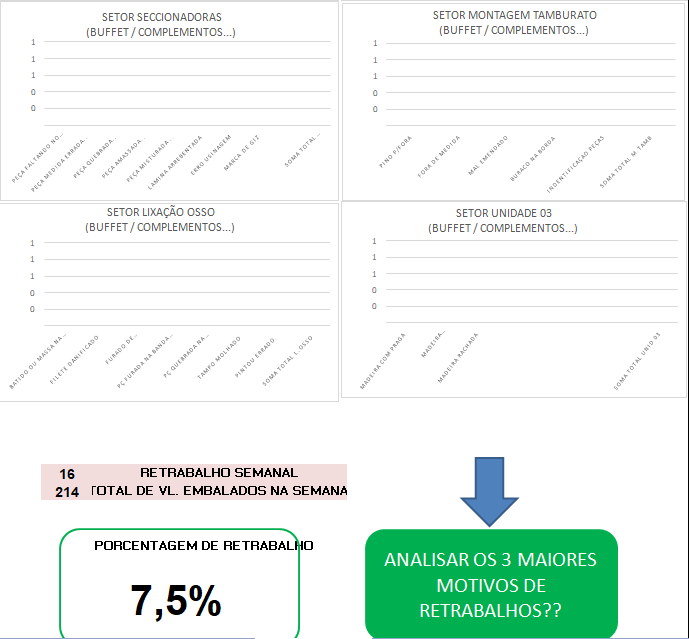 SETOR SECCIONADORAS
(BUFFET / COMPLEMENTOS...)
1
1
1
0
0
PEÇA FALTANDO NO...
PEÇA MEDIDA ERRADA...
PEÇA QUEBRADA...
PEÇA AMASSADA...
PEÇA MISTURADA...
LAMINA ARREBENTADA
ERRO USINAGEM
MARCA DE GIZ
SOMA TOTAL...
SETOR MONTAGEM TAMBURATO
(BUFFET / COMPLEMENTOS...)
1
1
1
0
0
PINO P/FORA
FORA DE MEDIDA
MAL EMENDADO
BURACO NA BORDA
INDENTIFICAÇÃO PEÇAS
SOMA TOTAL M. TAMB.
SETOR LIXAÇÃO OSSO
(BUFFET / COMPLEMENTOS...)
1
1
1
0
0
BATIDO OU MASSA NA...
FILETE DANIFICADO
FURADO DE...
PÇ FURADA NA BANDA...
PÇ QUEBRADA NA...
TAMPO MOLHADO
PINTOU ERRADO
SOMA TOTAL L. OSSO
SETOR UNIDADE 03
(BUFFET / COMPLEMENTOS...)
1
1
1
0
0
MADEIRA COM PRAGA
MADEIRA...
MADEIRA RACHADA
SOMA TOTAL UNID 03
16 RETRABALHO SEMANAL
214 TOTAL DE VL. EMBALADOS NA SEMANA
PORCENTAGEM DE RETRABALHO
7,5%
ANALISAR OS 3 MAIORES
MOTIVOS DE
RETRABALHOS??